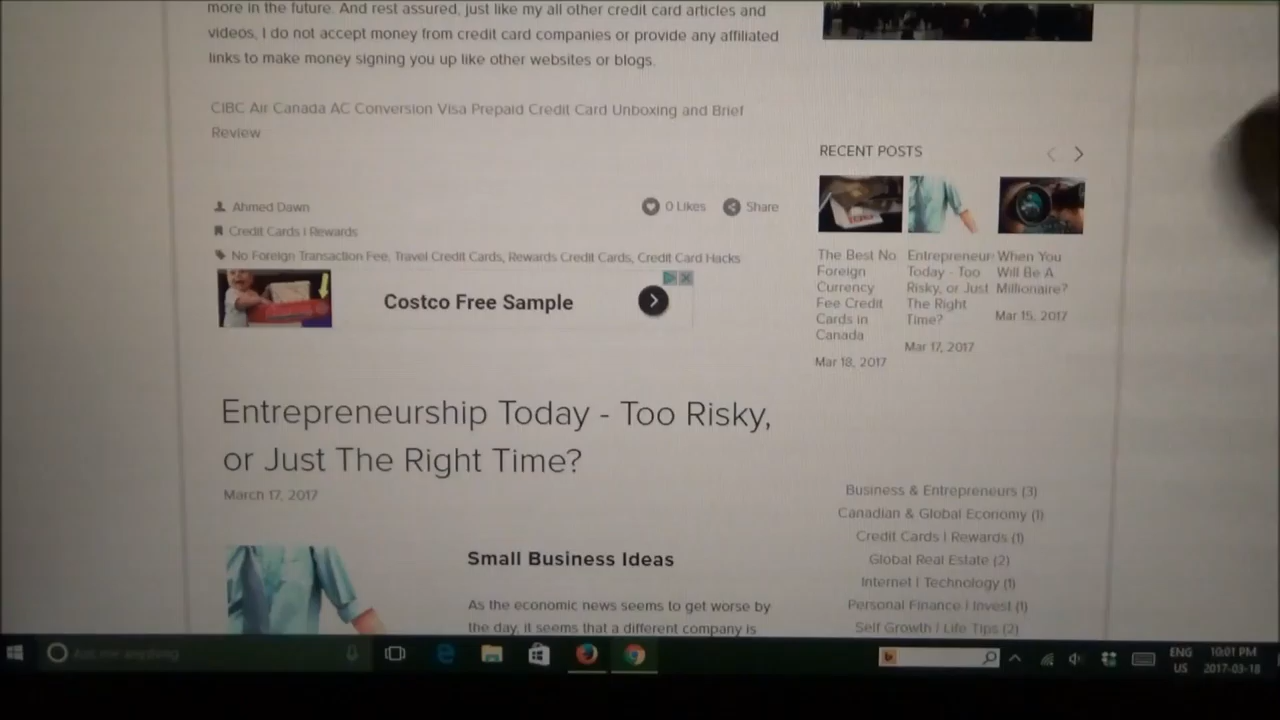 more in the future. And rest assured, just like my all other credit card articles and
videos, I do not accept money from credit card companies or provide any affiliated
links to make money signing you up like other websites or blogs.
CIBC Air Canada AC Conversion Visa Prepaid Credit Card Unboxing and Brief
Review
Ahmed Dawn
0 Likes
Share
Credit Cards | Rewards
No Foreign Transaction Fee, Travel Credit Cards, Rewards Credit Cards, Credit Card Hacks
Costco Free Sample
Entrepreneurship Today - Too Risky,
or Just The Right Time?
March 17, 2017
Small Business Ideas
As the economic news seems to get worse by
the day, it seems that a different company is
RECENT POSTS
The Best No
Foreign
Currency
Fee Credit
Cards in
Canada
Mar 18, 2017
Entrepreneur
Today - Too
Risky, or Just
The Right
Time?
Mar 17, 2017
When You
Will Be A
Millionaire?
Mar 15, 2017
Business & Entrepreneurs (3)
Canadian & Global Economy (1)
Credit Cards | Rewards (1)
Global Real Estate (2)
Internet | Technology (1)
Personal Finance | Invest (1)
Self Growth | Life Tips (2)
Ask me anything
ENG
US
10:01 PM
2017-03-18